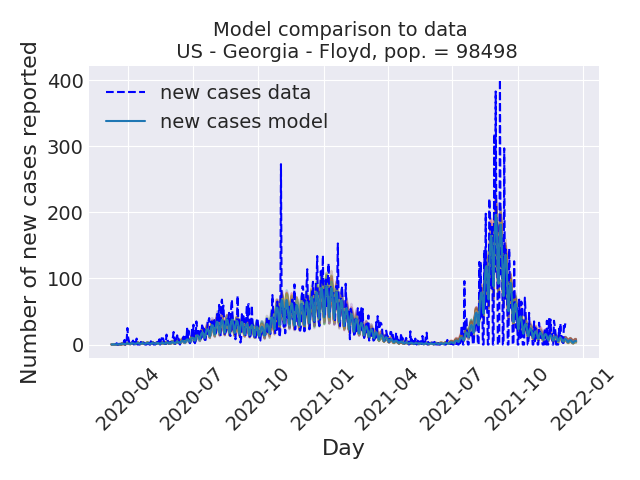 Model comparison to data
US - Georgia - Floyd, pop. = 98498
Number of new cases reported
400
300
200
100
0
new cases data
new cases model
2020-04
2020-07
2020-10
2021-01
2021-04
2021-07
2021-10
2022-01
Day